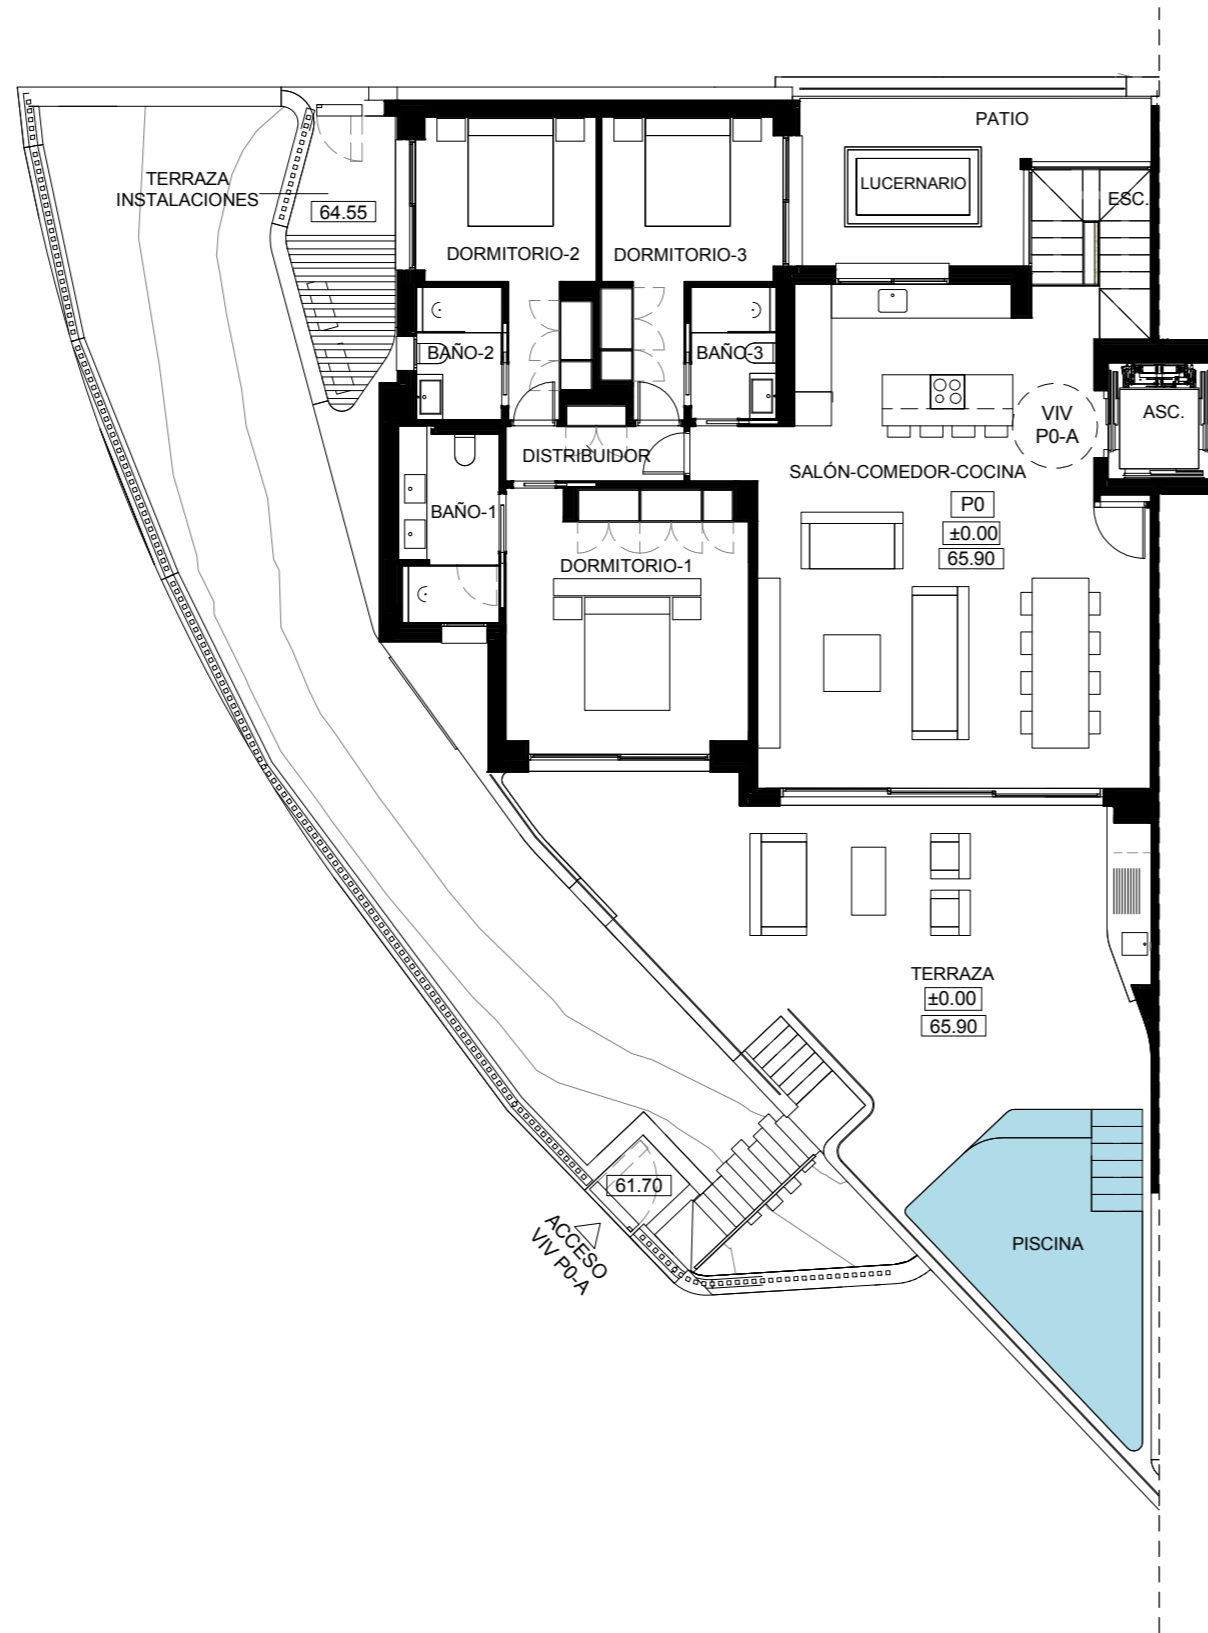 PATIO
TERRAZA
INSTALACIONES
64.55
LUCERNARIO
ESC.
DORMITORIO-2
DORMITORIO-3
BAÑO-2
BAÑO-3
VIV
P0-A
ASC.
DISTRIBUIDOR
SALÓN-COMEDOR-COCINA
P0
±0.00
65.90
BAÑO-1
DORMITORIO-1
TERRAZA
±0.00
65.90
61.70
ACCESO
VIV P0-A
PISCINA